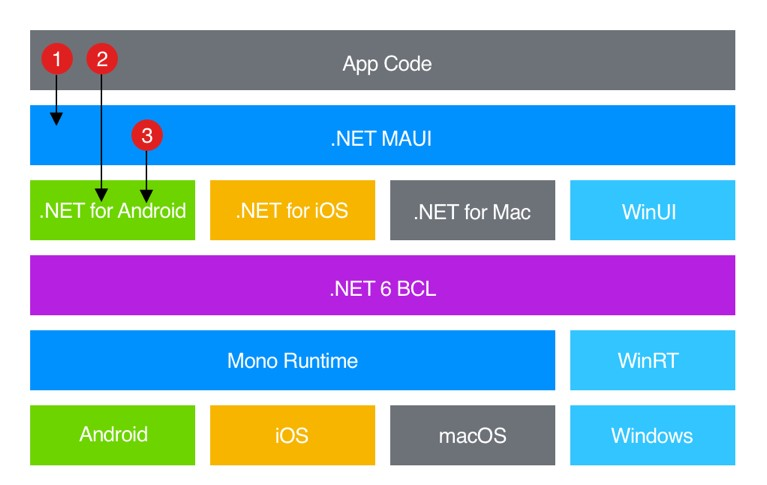 1
2
App Code
3
.NET MAUI
.NET for Android
.NET for iOS
.NET for Mac
WinUI
.NET 6 BCL
Mono Runtime
WinRT
Android
iOS
macOS
Windows